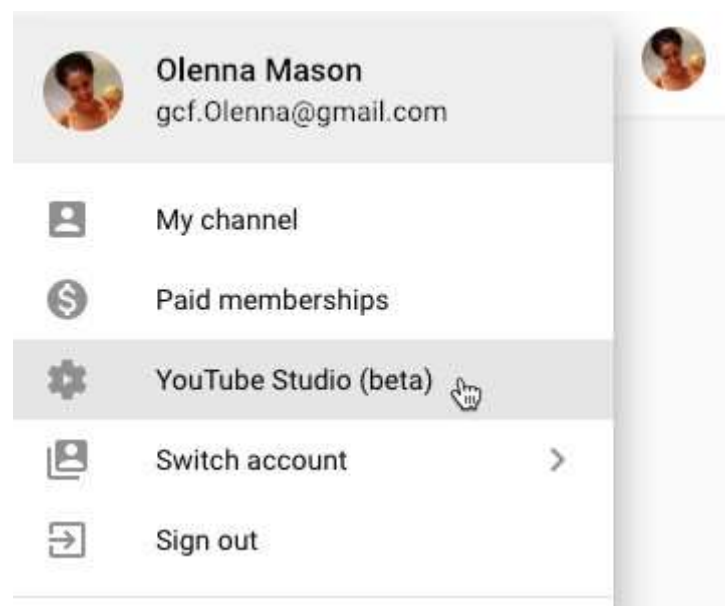 Olenna Mason
gcf.Olenna@gmail.com
My channel
Paid memberships
YouTube Studio (beta)
Switch account
Sign out